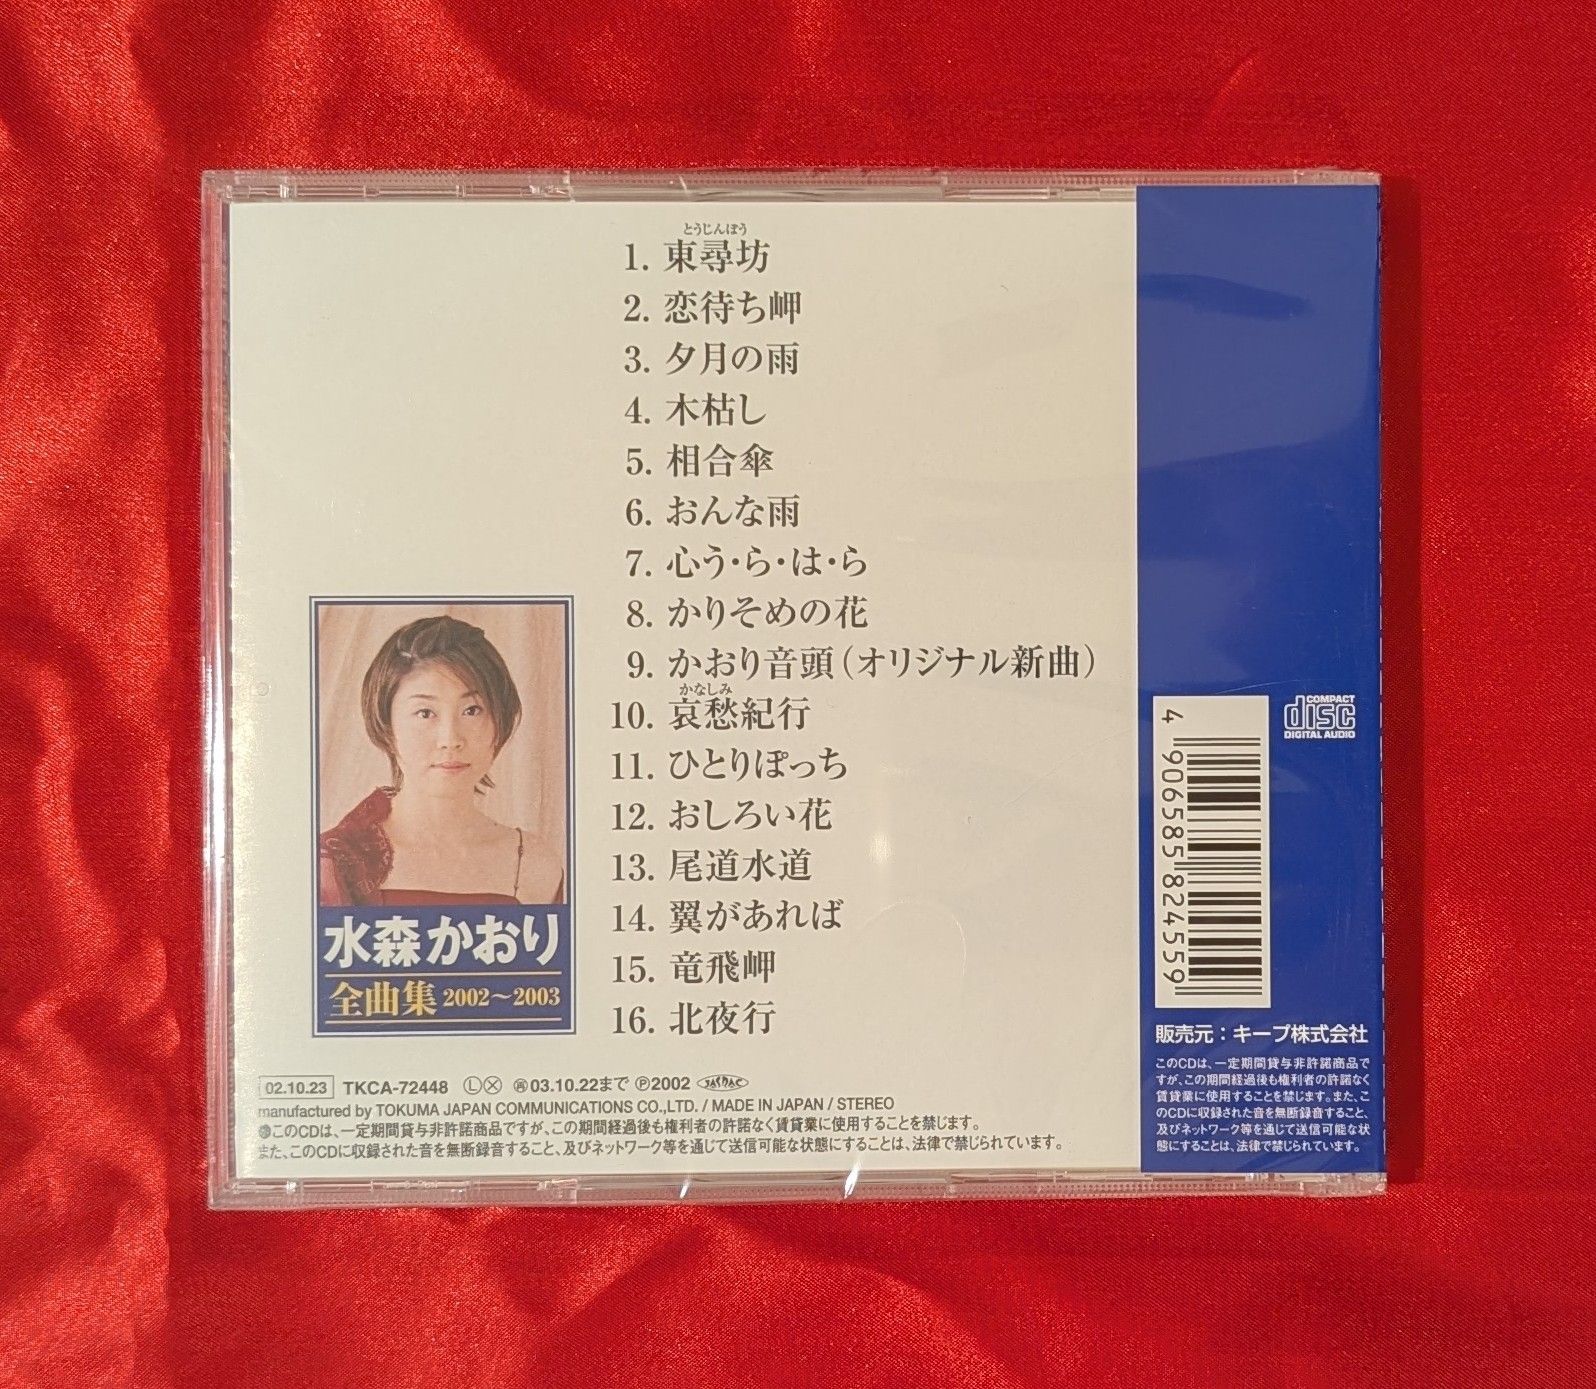 とうじんぼう
1. 東尋坊
2. 恋待ち岬
3. 夕月の雨
4. 木枯し
5. 相合傘
6. おんな雨
7. 心う・ら・は・ら
8. かりそめの花
9. かおり音頭(オリジナル新曲)
かなしみ
10. 哀愁紀行
11. ひとりぽっち
12. おしろい花
13. 尾道水道
14. 翼があれば
15. 竜飛岬
16. 北夜行
水森かおり
全曲集 2002〜2003
02.10.23 TKCA-72448 Ⓛ Ⓧ 再 03.10.22まで Ⓟ2002 JASRAC
manufactured by TOKUMA JAPAN COMMUNICATIONS CO.,LTD. / MADE IN JAPAN / STEREO
このCDは、一定期間貸与非許諾商品ですが、この期間経過後も権利者の許諾なく賃貸業に使用することを禁じます。
また、このCDに収録された音を無断録音すること、及びネットワーク等を通じて送信可能な状態にすることは、法律で禁じられています。
COMPACT
disc
DIGITAL AUDIO
4 906585 824559
販売元:キープ株式会社
このCDは、一定期間貸与非許諾商品で
すが、この期間経過後も権利者の許諾なく
賃貸業に使用することを禁じます。また、こ
のCDに収録された音を無断録音すること、
及びネットワーク等を通じて送信可能な状
態にすることは、法律で禁じられています。